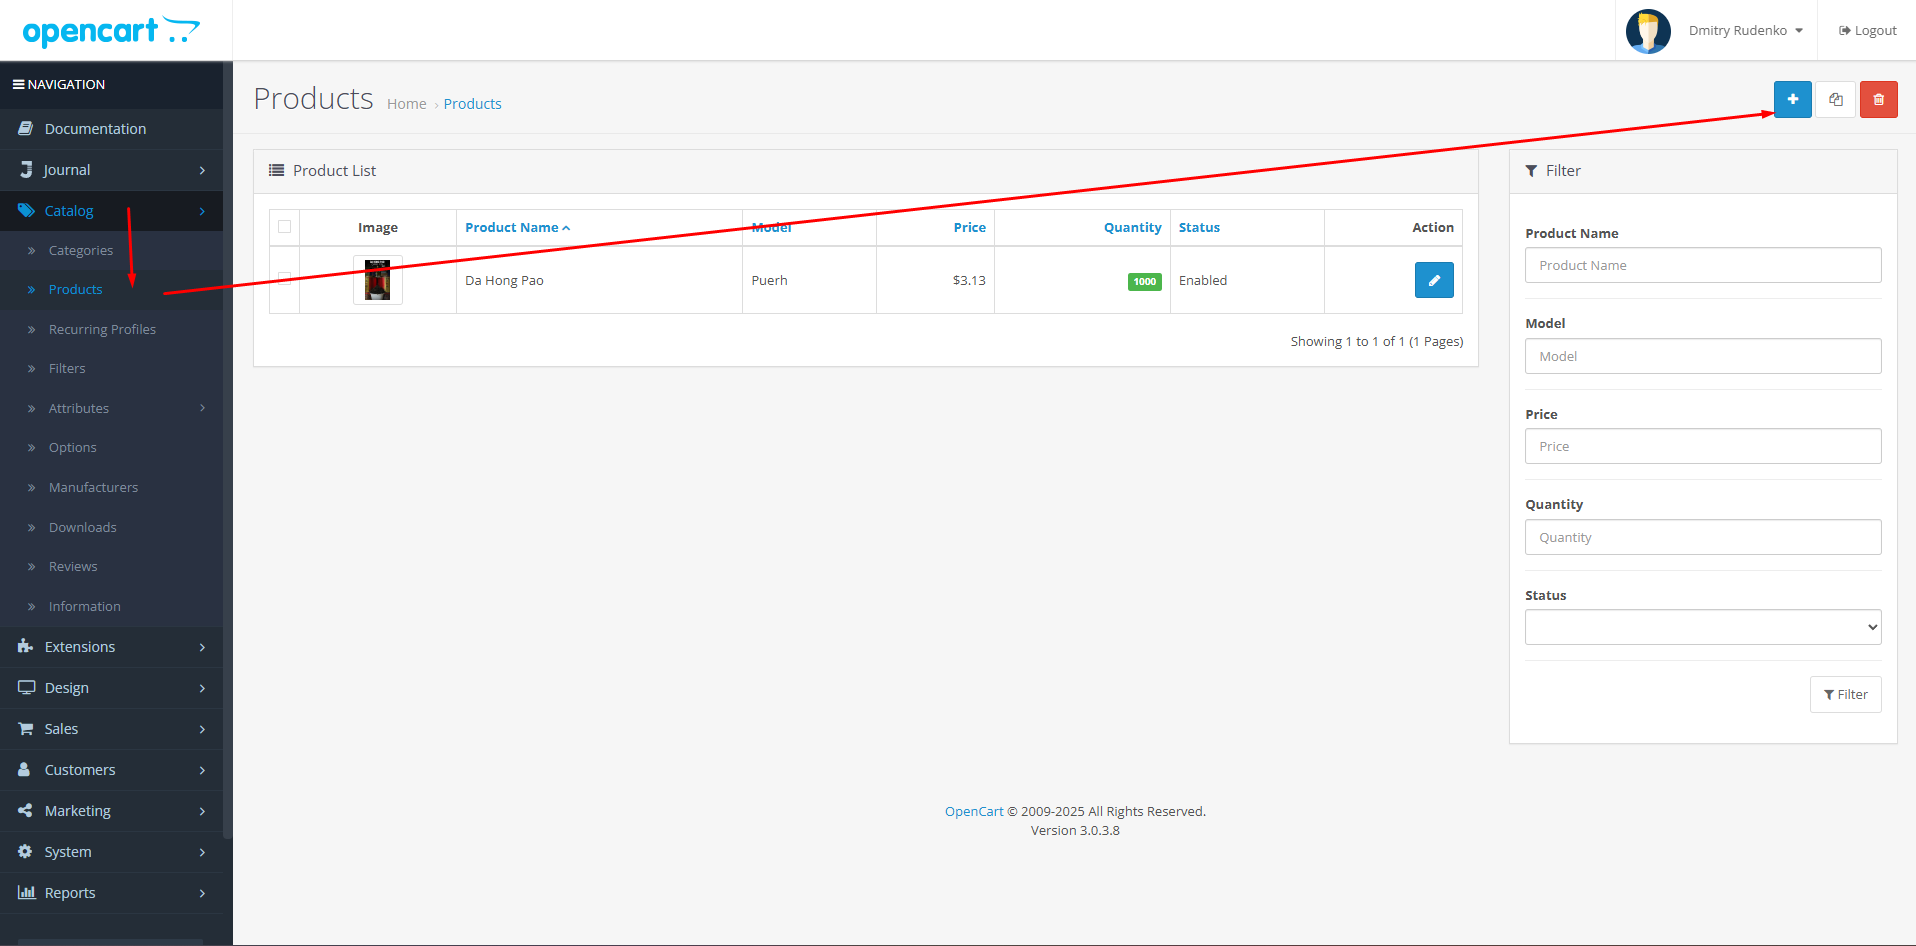 opencart
Dmitry Rudenko
Logout
NAVIGATION
Documentation
Journal
Catalog
Categories
Products
Recurring Profiles
Filters
Attributes
Options
Manufacturers
Downloads
Reviews
Information
Extensions
Design
Sales
Customers
Marketing
System
Reports
Products Home › Products
Product List
Image Product Name Model Price Quantity Status Action
Da Hong Pao Puerh $3.13 1000 Enabled
Showing 1 to 1 of 1 (1 Pages)
Filter
Product Name
Product Name
Model
Model
Price
Price
Quantity
Quantity
Status
Filter
OpenCart © 2009-2025 All Rights Reserved.
Version 3.0.3.8